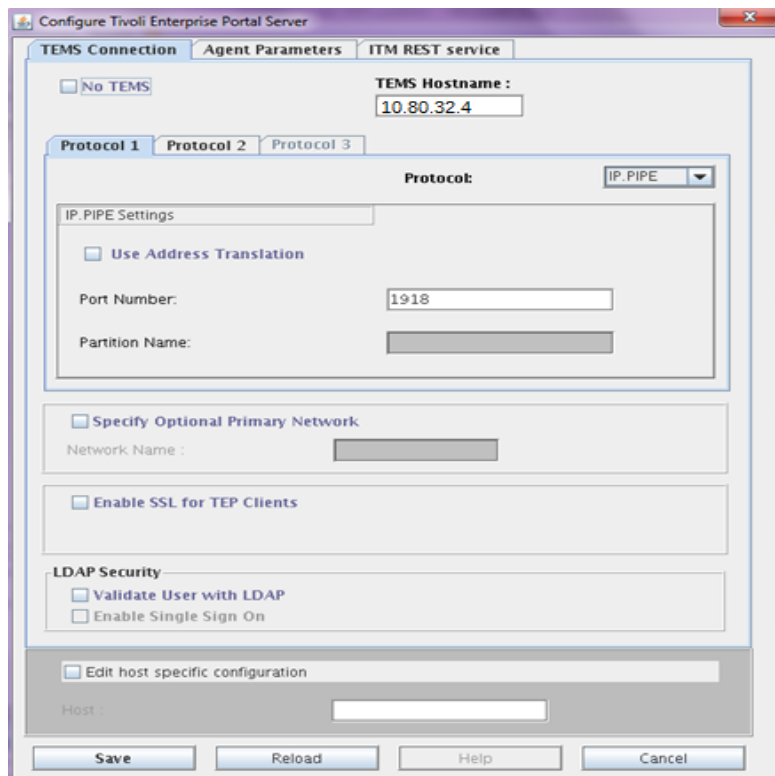 Configure Tivoli Enterprise Portal Server
TEMS Connection Agent Parameters ITM REST service
No TEMS
TEMS Hostname :
10.80.32.4
Protocol 1 Protocol 2 Protocol 3
Protocol: IP.PIPE
IP.PIPE Settings
Use Address Translation
Port Number: 1918
Partition Name:
Specify Optional Primary Network
Network Name :
Enable SSL for TEP Clients
LDAP Security
Validate User with LDAP
Enable Single Sign On
Edit host specific configuration
Host :
Save Reload Help Cancel